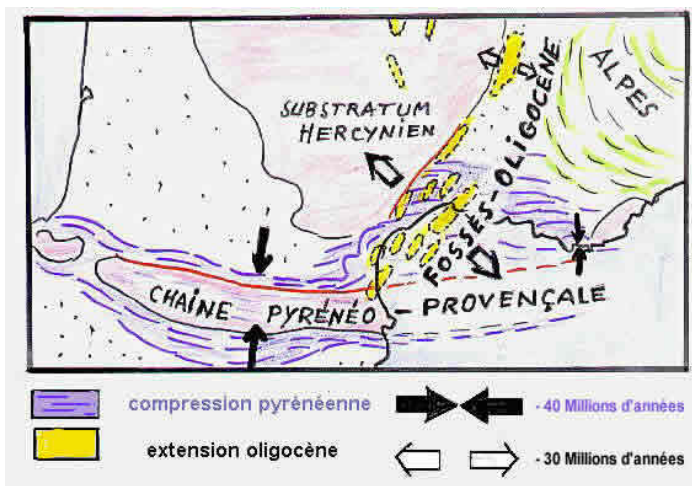 SUBSTRATUM
HERCYNIEN
FOSSÉS-OLIGOCÈNE
ALPES
CHAÎNE PYRÉNÉO - PROVENÇALE
compression pyrénéenne
- 40 Millions d'années
extension oligocène
- 30 Millions d'années